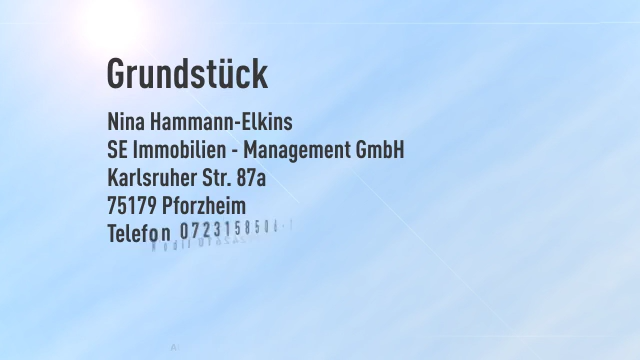 Grundstück
Nina Hammann-Elkins
SE Immobilien - Management GmbH
Karlsruher Str. 87a
75179 Pforzheim
Telefon